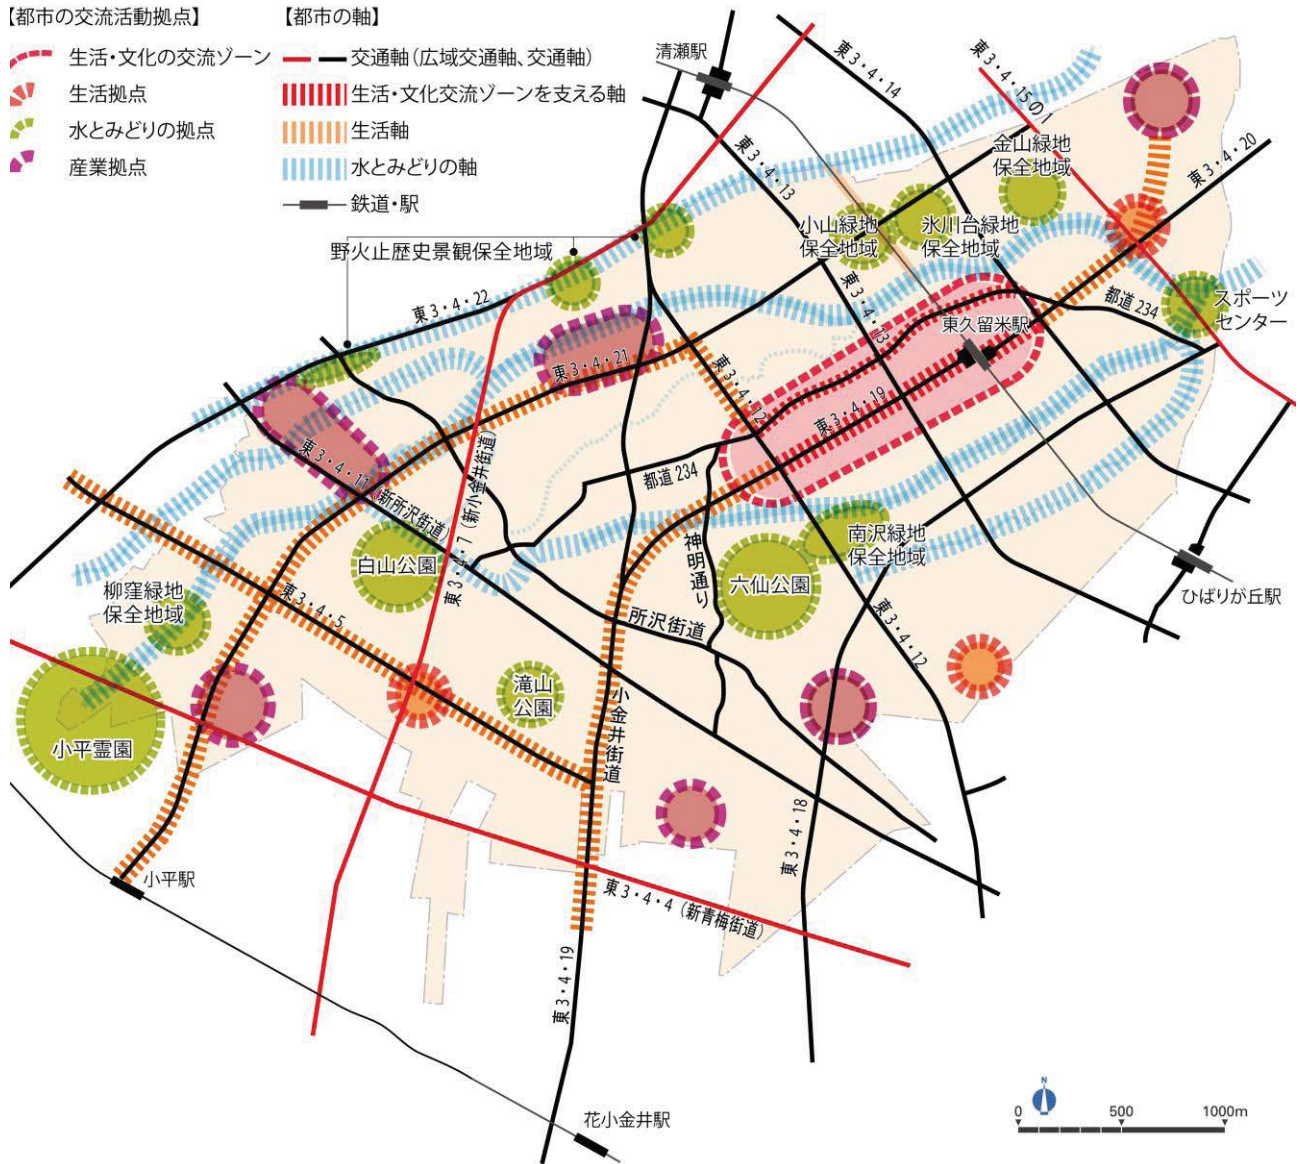 【都市の交流活動拠点】
生活・文化の交流ゾーン
生活拠点
水とみどりの拠点
産業拠点
【都市の軸】
交通軸（広域交通軸、交通軸）
生活・文化交流ゾーンを支える軸
生活軸
水とみどりの軸
鉄道・駅
清瀬駅
東3・4・14
東3・4・15の1
東3・4・13
金山緑地
保全地域
東3・4・20
小山緑地
保全地域
氷川台緑地
保全地域
野火止歴史景観保全地域
東3・4・22
東3・4・13
東久留米駅
都道234
スポーツ
センター
東3・4・21
東3・4・12
東3・4・19
東3・4・11（新所沢街道）
東3・4・7（新小金井街道）
都道234
白山公園
神明通り
南沢緑地
保全地域
六仙公園
ひばりが丘駅
柳窪緑地
保全地域
東3・4・5
所沢街道
東3・4・12
滝山
公園
小金井街道
小平霊園
東3・4・18
小平駅
東3・4・4（新青梅街道）
東3・4・19
花小金井駅
N
0 500 1000m